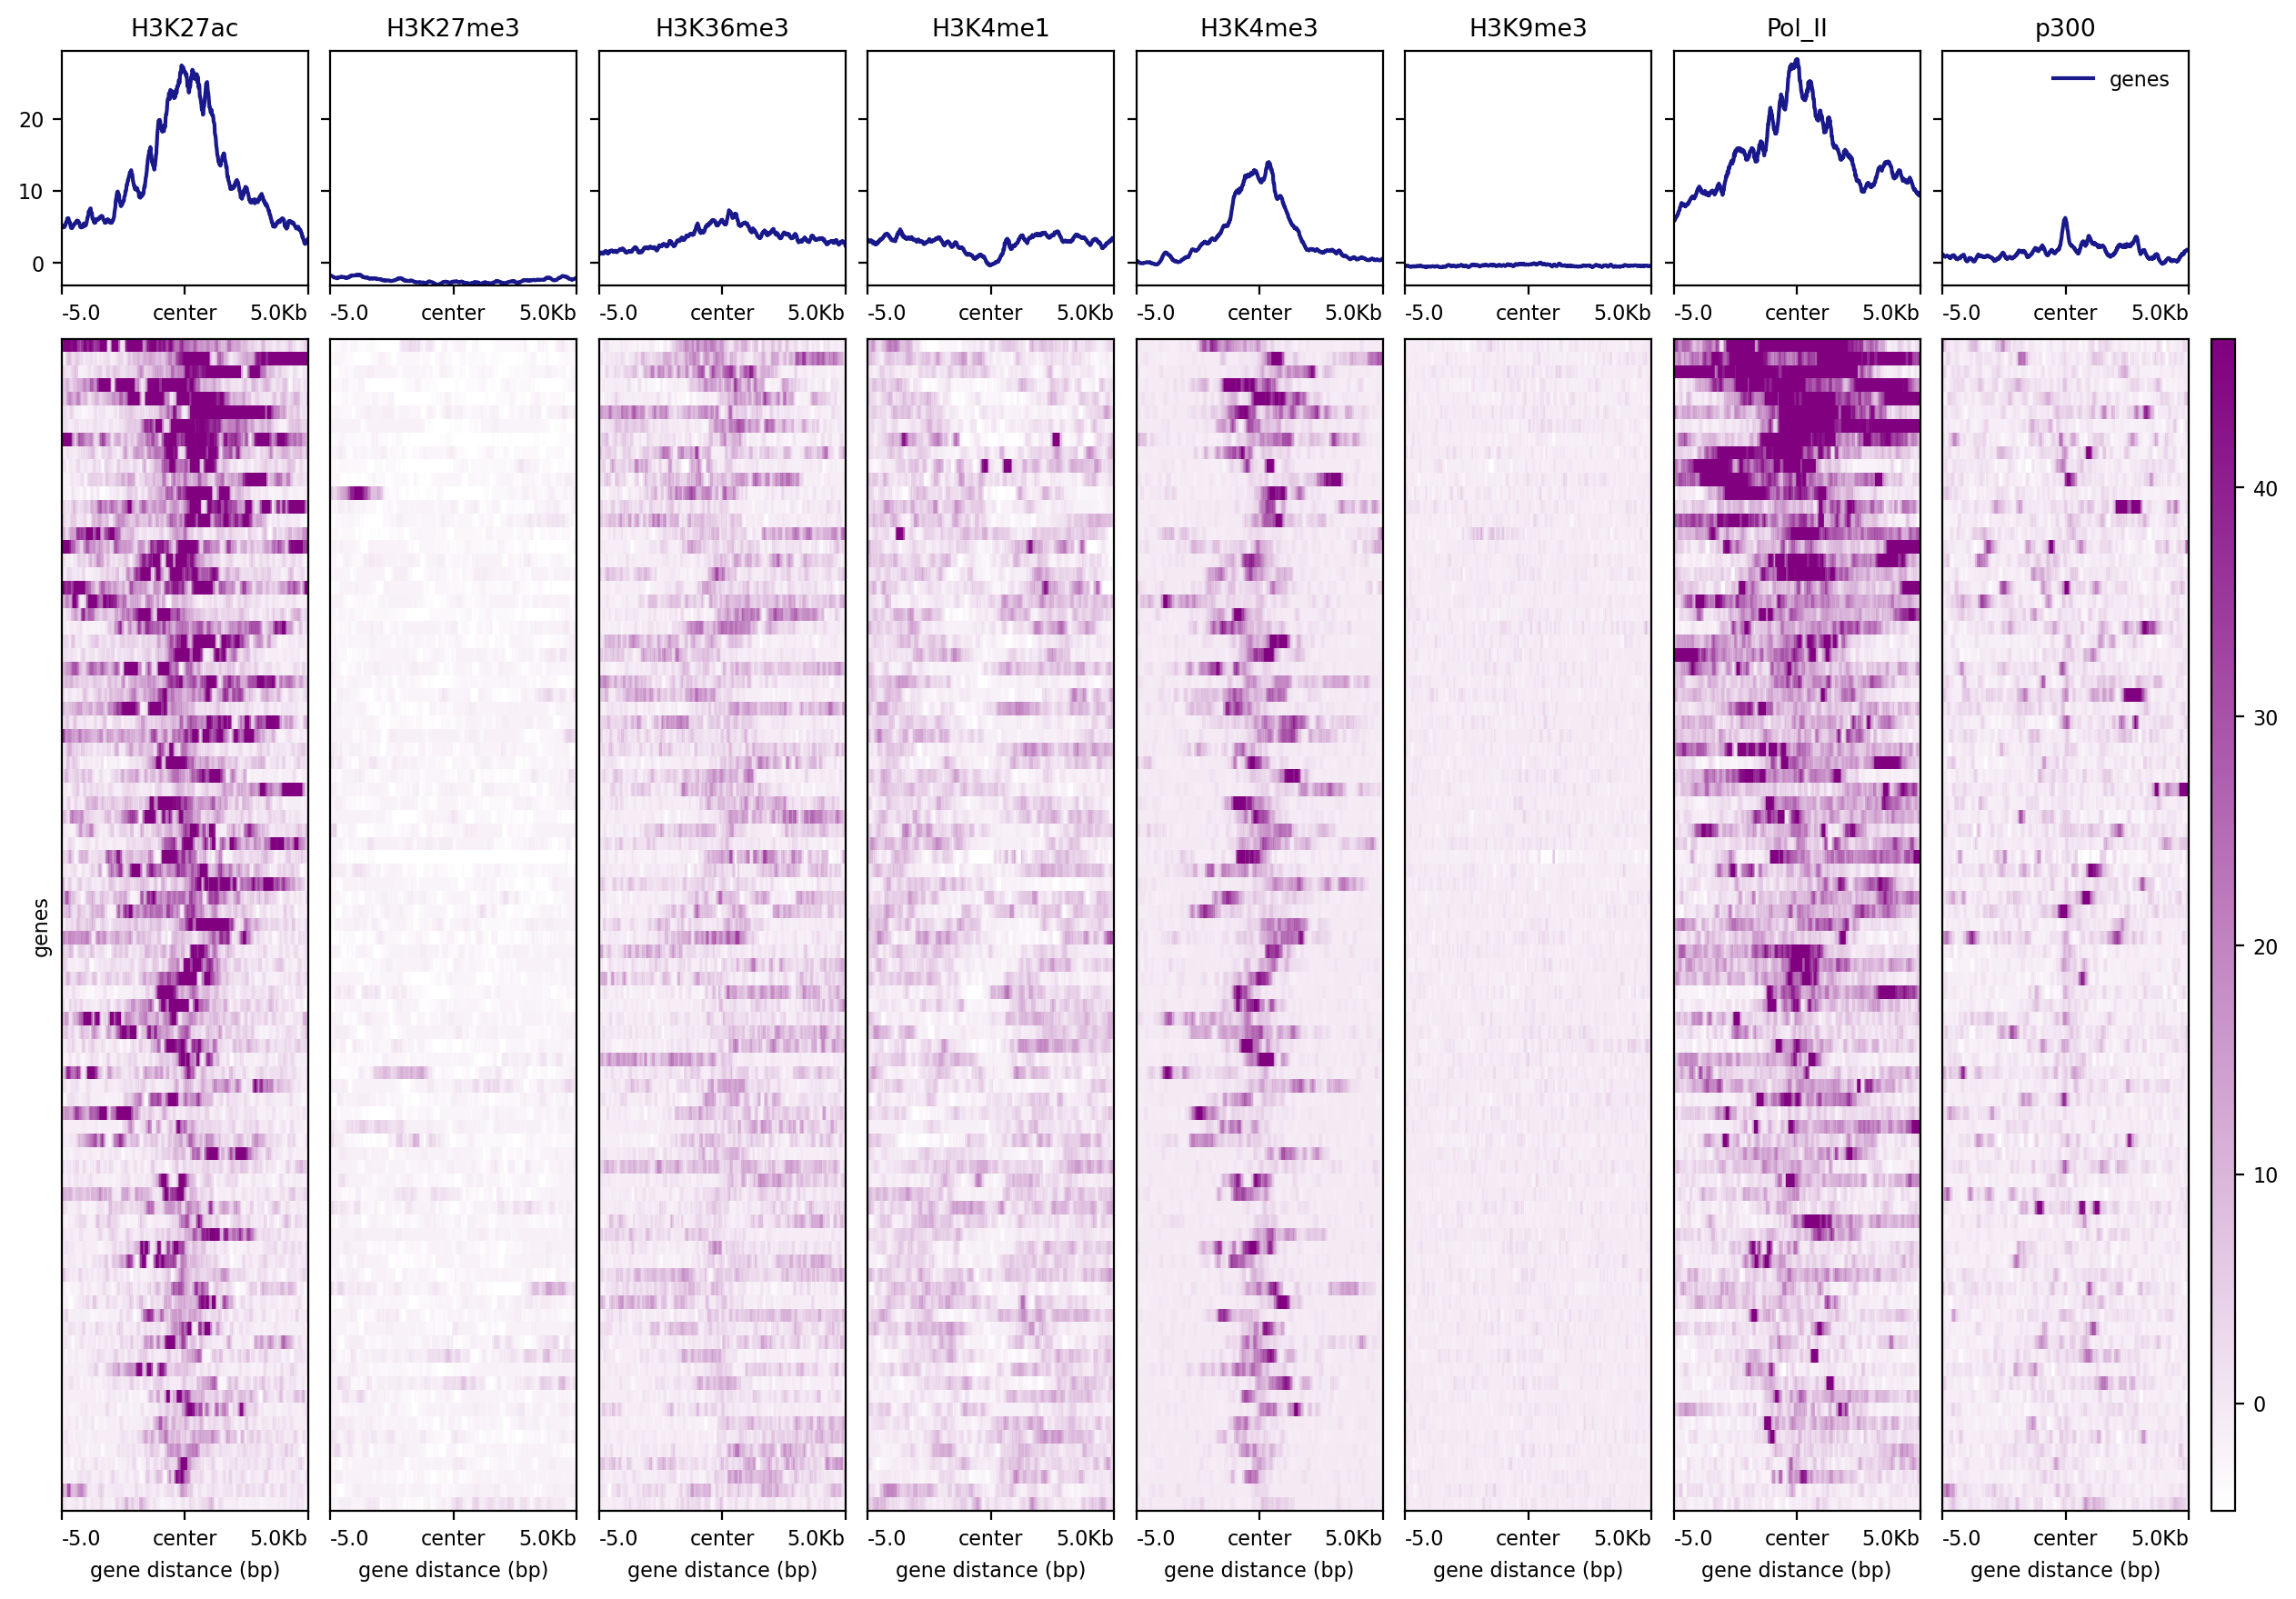 H3K27ac H3K27me3 H3K36me3 H3K4me1 H3K4me3 H3K9me3 Pol_II p300
genes
20
10
0
-5.0 center 5.0Kb -5.0 center 5.0Kb -5.0 center 5.0Kb -5.0 center 5.0Kb -5.0 center 5.0Kb -5.0 center 5.0Kb -5.0 center 5.0Kb -5.0 center 5.0Kb
genes
40
30
20
10
0
-5.0 center 5.0Kb -5.0 center 5.0Kb -5.0 center 5.0Kb -5.0 center 5.0Kb -5.0 center 5.0Kb -5.0 center 5.0Kb -5.0 center 5.0Kb -5.0 center 5.0Kb
gene distance (bp) gene distance (bp) gene distance (bp) gene distance (bp) gene distance (bp) gene distance (bp) gene distance (bp) gene distance (bp)